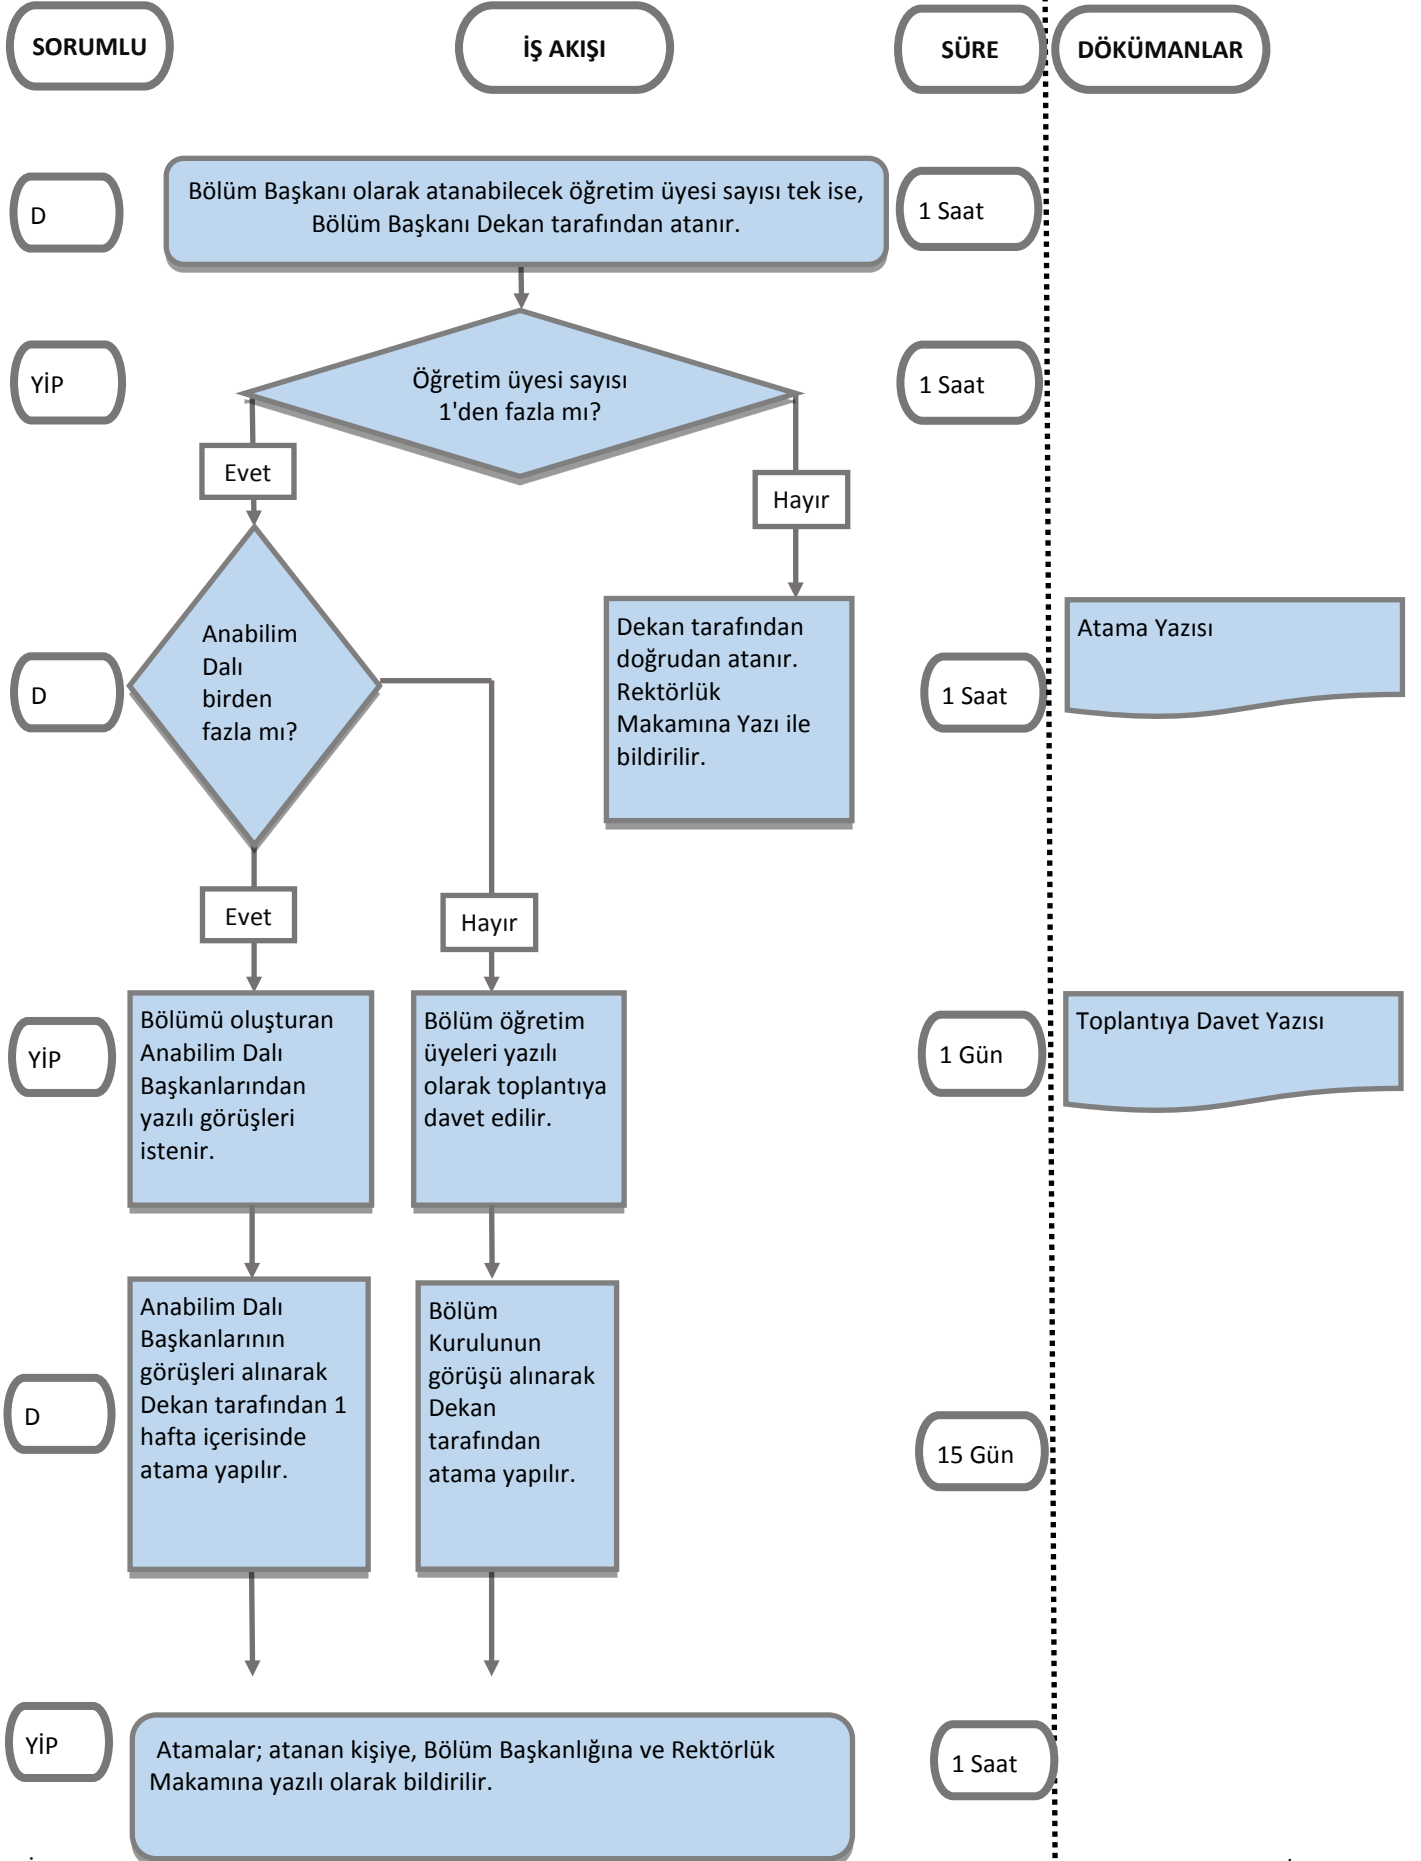 SORUMLU
İŞ AKIŞI
SÜRE
DÖKÜMANLAR
D
Bölüm Başkanı olarak atanabilecek öğretim üyesi sayısı tek ise,
Bölüm Başkanı Dekan tarafından atanır.
1 Saat
YİP
Öğretim üyesi sayısı
1'den fazla mı?
1 Saat
Evet
Hayır
D
Anabilim
Dalı
birden
fazla mı?
Dekan tarafından
doğrudan atanır.
Rektörlük
Makamına Yazı ile
bildirilir.
1 Saat
Atama Yazısı
Evet
Hayır
YİP
Bölümü oluşturan
Anabilim Dalı
Başkanlarından
yazılı görüşleri
istenir.
Bölüm öğretim
üyeleri yazılı
olarak toplantıya
davet edilir.
1 Gün
Toplantıya Davet Yazısı
D
Anabilim Dalı
Başkanlarının
görüşleri alınarak
Dekan tarafından 1
hafta içerisinde
atama yapılır.
Bölüm
Kurulunun
görüşü alınarak
Dekan
tarafından
atama yapılır.
15 Gün
YİP
Atamalar; atanan kişiye, Bölüm Başkanlığına ve Rektörlük
Makamına yazılı olarak bildirilir.
1 Saat